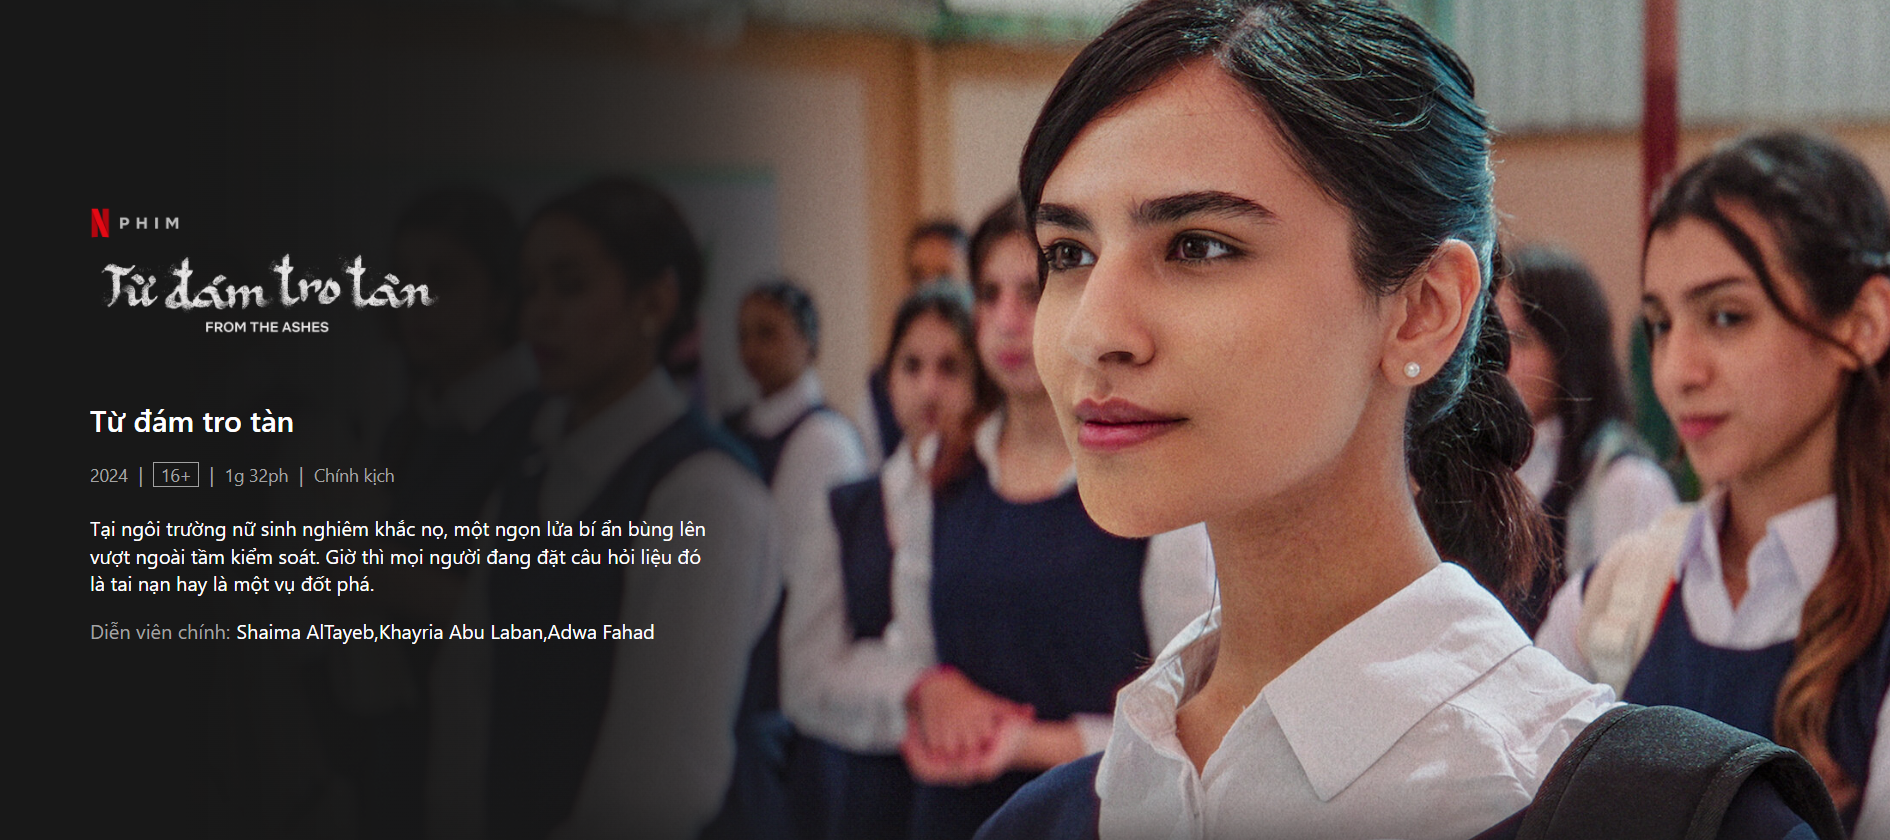 N PHIM
Từ đám tro tàn
FROM THE ASHES
Từ đám tro tàn
2024 | 16+ | 1g 32ph | Chính kịch
Tại ngôi trường nữ sinh nghiêm khắc nọ, một ngọn lửa bí ẩn bùng lên
vượt ngoài tầm kiểm soát. Giờ thì mọi người đang đặt câu hỏi liệu đó
là tai nạn hay là một vụ đốt phá.
Diễn viên chính: Shaima AlTayeb,Khayria Abu Laban,Adwa Fahad